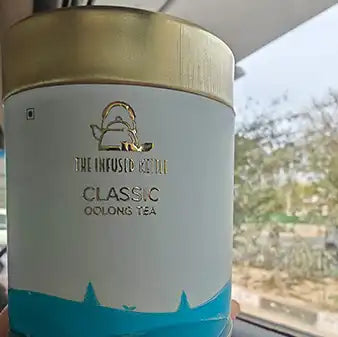 THE INFUSED KETTLE
CLASSIC
OOLONG TEA